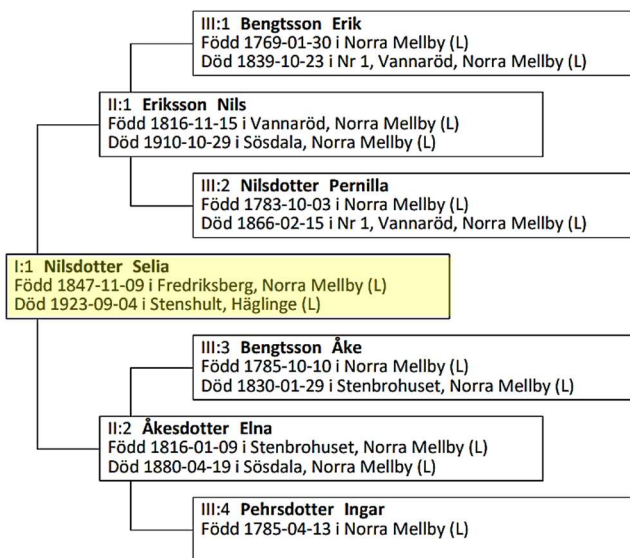 III:1 Bengtsson Erik
Född 1769-01-30 i Norra Mellby (L)
Död 1839-10-23 i Nr 1, Vannaröd, Norra Mellby (L)
II:1 Eriksson Nils
Född 1816-11-15 i Vannaröd, Norra Mellby (L)
Död 1910-10-29 i Sösdala, Norra Mellby (L)
III:2 Nilsdotter Pernilla
Född 1783-10-03 i Norra Mellby (L)
Död 1866-02-15 i Nr 1, Vannaröd, Norra Mellby (L)
I:1 Nilsdotter Selia
Född 1847-11-09 i Fredriksberg, Norra Mellby (L)
Död 1923-09-04 i Stenshult, Häglinge (L)
III:3 Bengtsson Åke
Född 1785-10-10 i Norra Mellby (L)
Död 1830-01-29 i Stenbrohuset, Norra Mellby (L)
II:2 Åkesdotter Elna
Född 1816-01-09 i Stenbrohuset, Norra Mellby (L)
Död 1880-04-19 i Sösdala, Norra Mellby (L)
III:4 Pehrsdotter Ingar
Född 1785-04-13 i Norra Mellby (L)